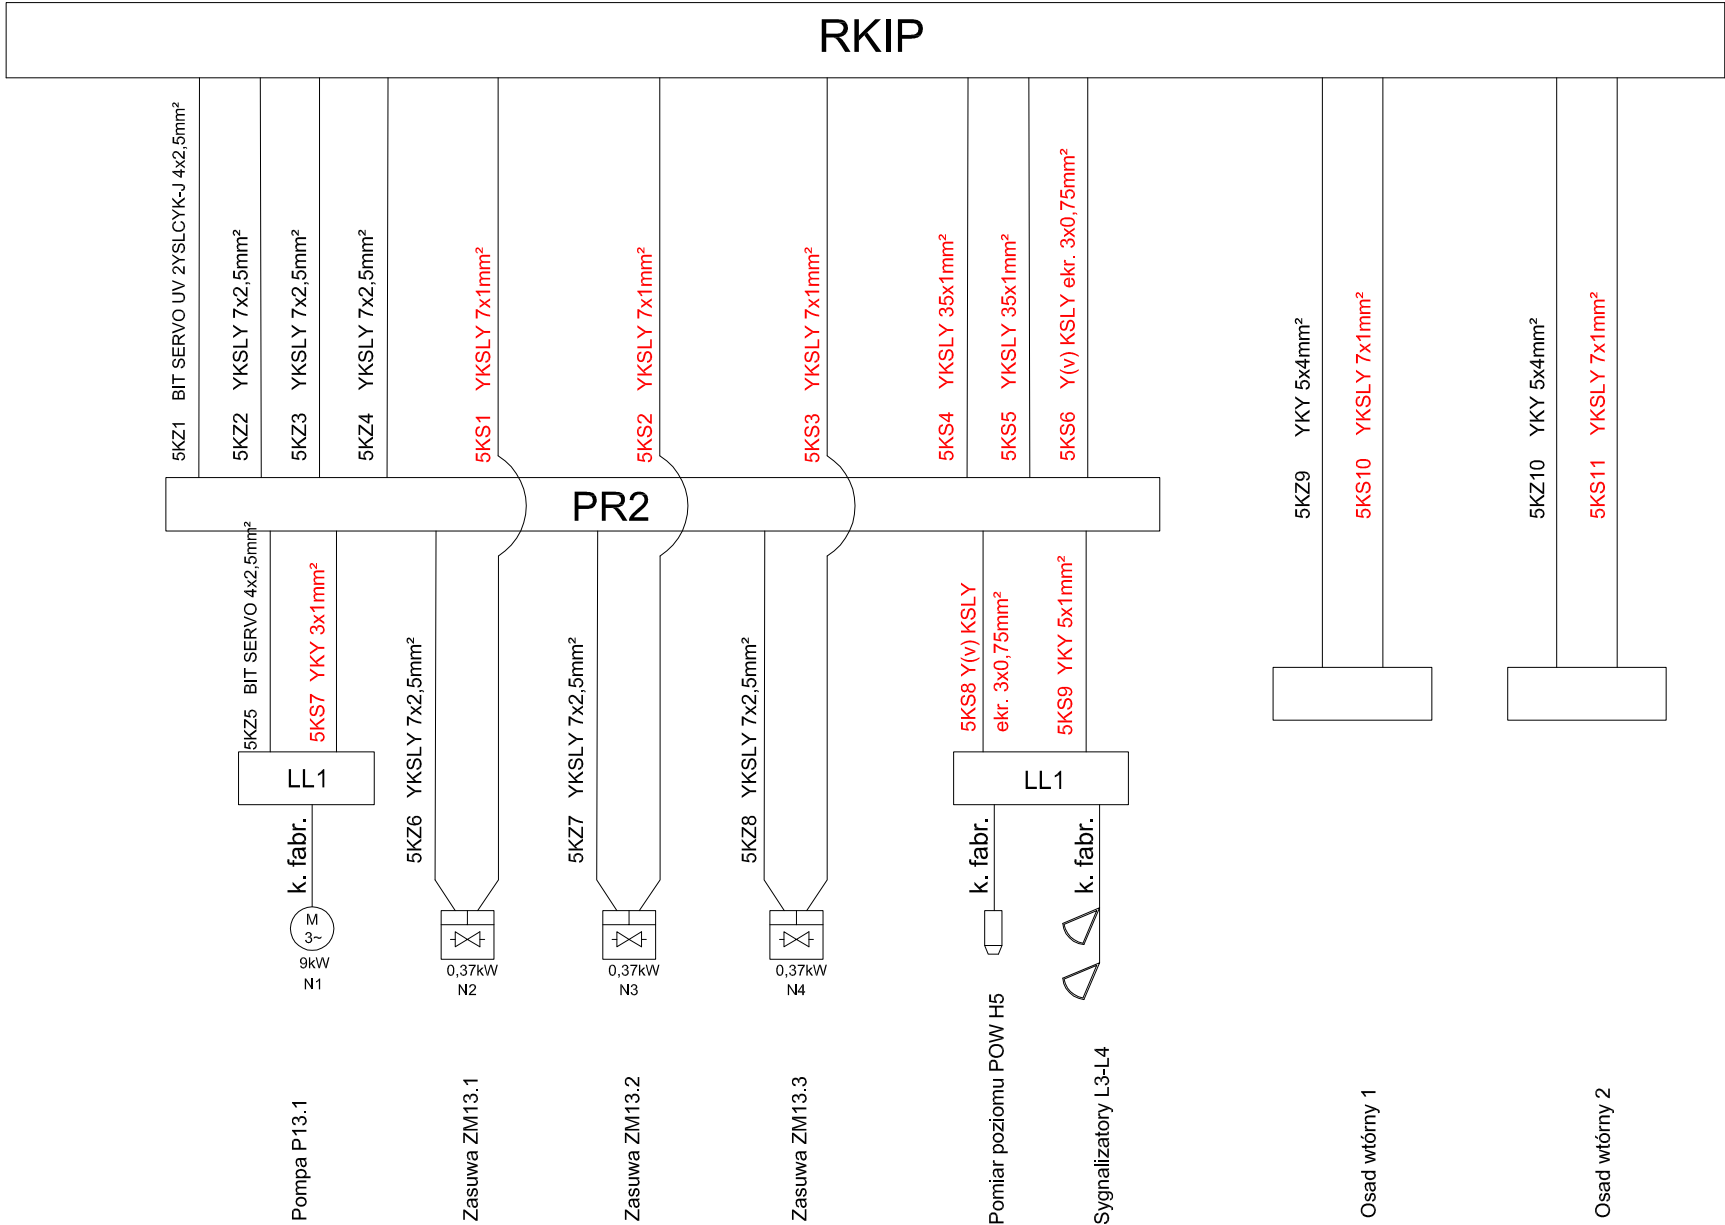 RKIP
5KZ1 BIT SERVO UV 2YSLCYK-J 4x2,5mm²
5KZ2 YKSLY 7x2,5mm²
5KZ3 YKSLY 7x2,5mm²
5KZ4 YKSLY 7x2,5mm²
5KS1 YKSLY 7x1mm²
5KS2 YKSLY 7x1mm²
5KS3 YKSLY 7x1mm²
5KS4 YKSLY 35x1mm²
5KS5 YKSLY 35x1mm²
5KS6 Y(v) KSLY ekr. 3x0,75mm²
5KZ9 YKY 5x4mm²
5KS10 YKSLY 7x1mm²
5KZ10 YKY 5x4mm²
5KS11 YKSLY 7x1mm²
PR2
5KZ5 BIT SERVO 4x2,5mm²
5KS7 YKY 3x1mm²
5KZ6 YKSLY 7x2,5mm²
5KZ7 YKSLY 7x2,5mm²
5KZ8 YKSLY 7x2,5mm²
5KS8 Y(v) KSLY
ekr. 3x0,75mm²
5KS9 YKY 5x1mm²
LL1
LL1
k. fabr.
k. fabr.
k. fabr.
M
3~
9kW
N1
0,37kW
N2
0,37kW
N3
0,37kW
N4
Pompa P13.1
Zasuwa ZM13.1
Zasuwa ZM13.2
Zasuwa ZM13.3
Pomiar poziomu POW H5
Sygnalizatory L3-L4
Osad wtórny 1
Osad wtórny 2